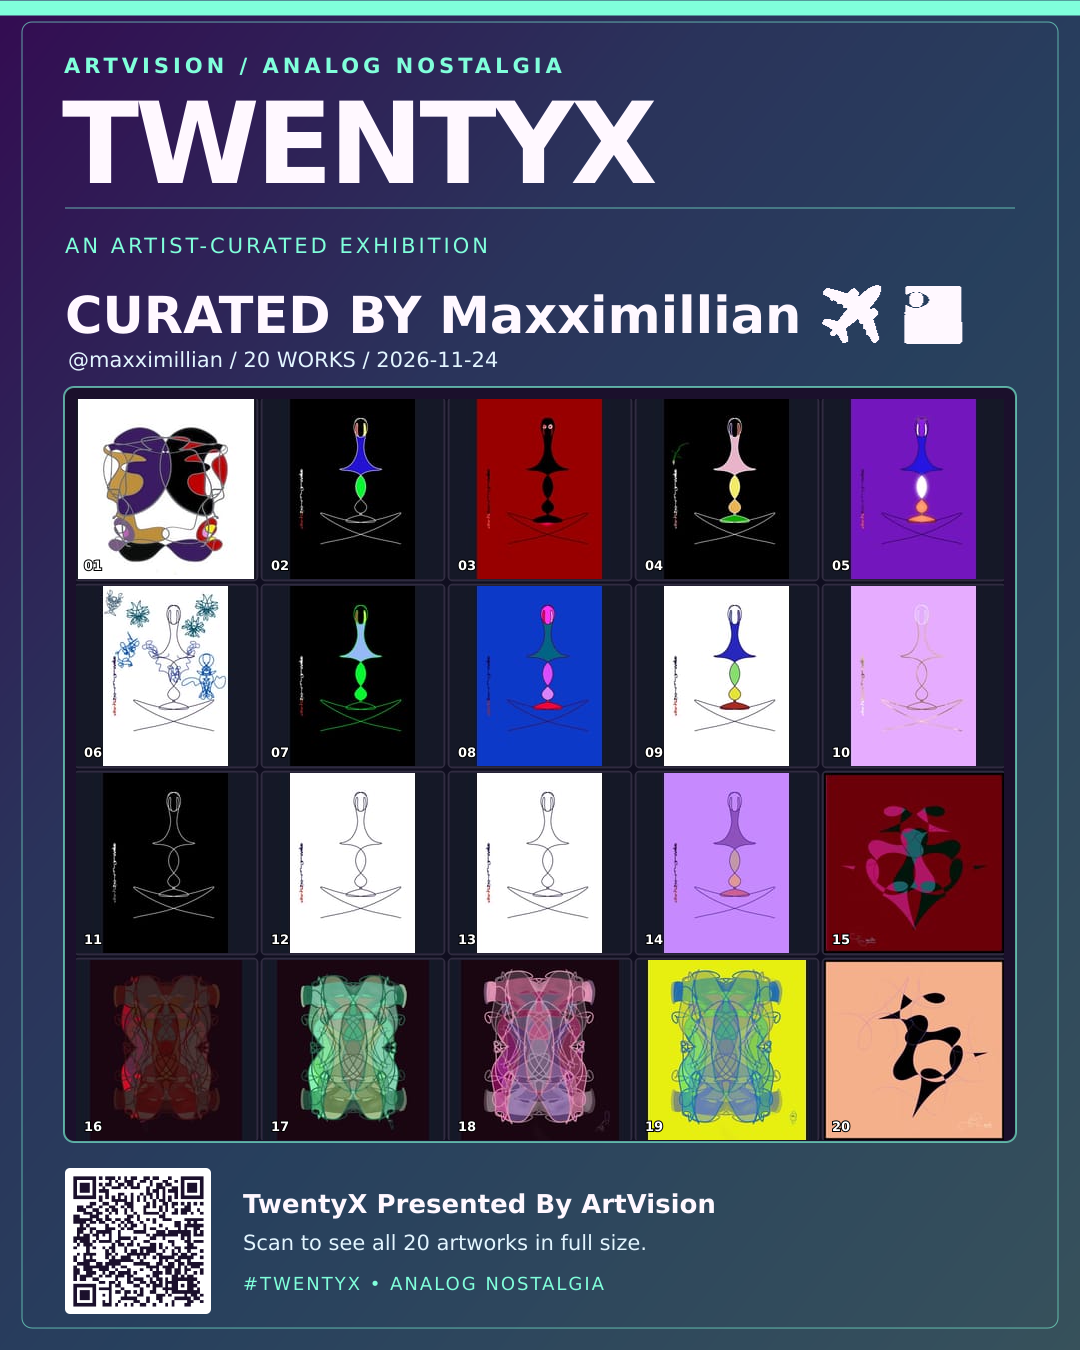 ARTVISION / ANALOG NOSTALGIA
TWENTYX
AN ARTIST-CURATED EXHIBITION
CURATED BY Maxximillian
@maxximillian / 20 WORKS / 2026-11-24
01
02
03
04
05
06
07
08
09
10
11
12
13
14
15
16
17
18
19
20
TwentyX Presented By ArtVision
Scan to see all 20 artworks in full size.
#TWENTYX • ANALOG NOSTALGIA